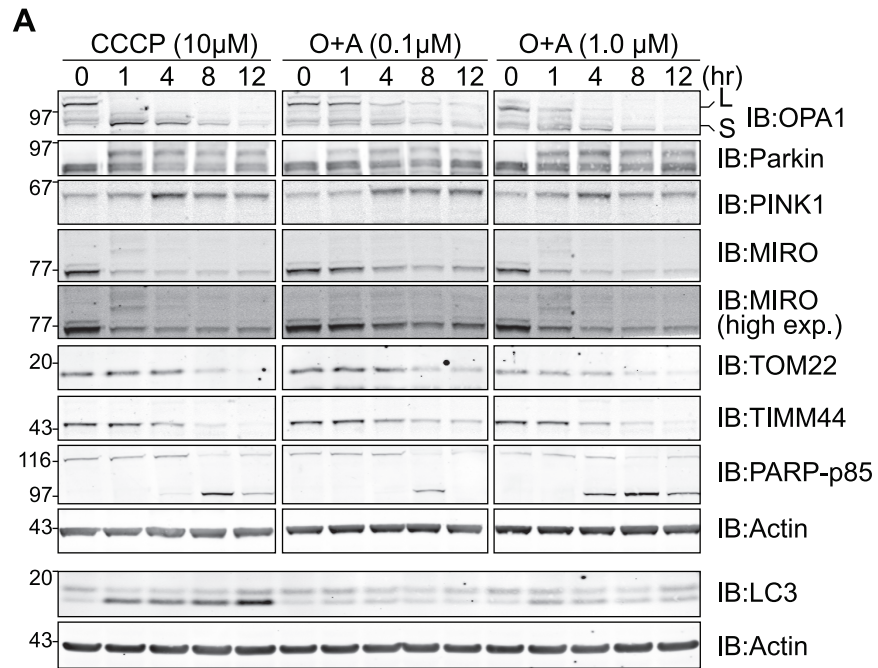 A
CCCP (10µM) O+A (0.1µM) O+A (1.0 µM)
0 1 4 8 12 0 1 4 8 12 0 1 4 8 12 (hr)
L
97 IB:OPA1
S
97 IB:Parkin
67 IB:PINK1
77 IB:MIRO
77 IB:MIRO
(high exp.)
20 IB:TOM22
43 IB:TIMM44
116 IB:PARP-p85
97
43 IB:Actin
20 IB:LC3
43 IB:Actin